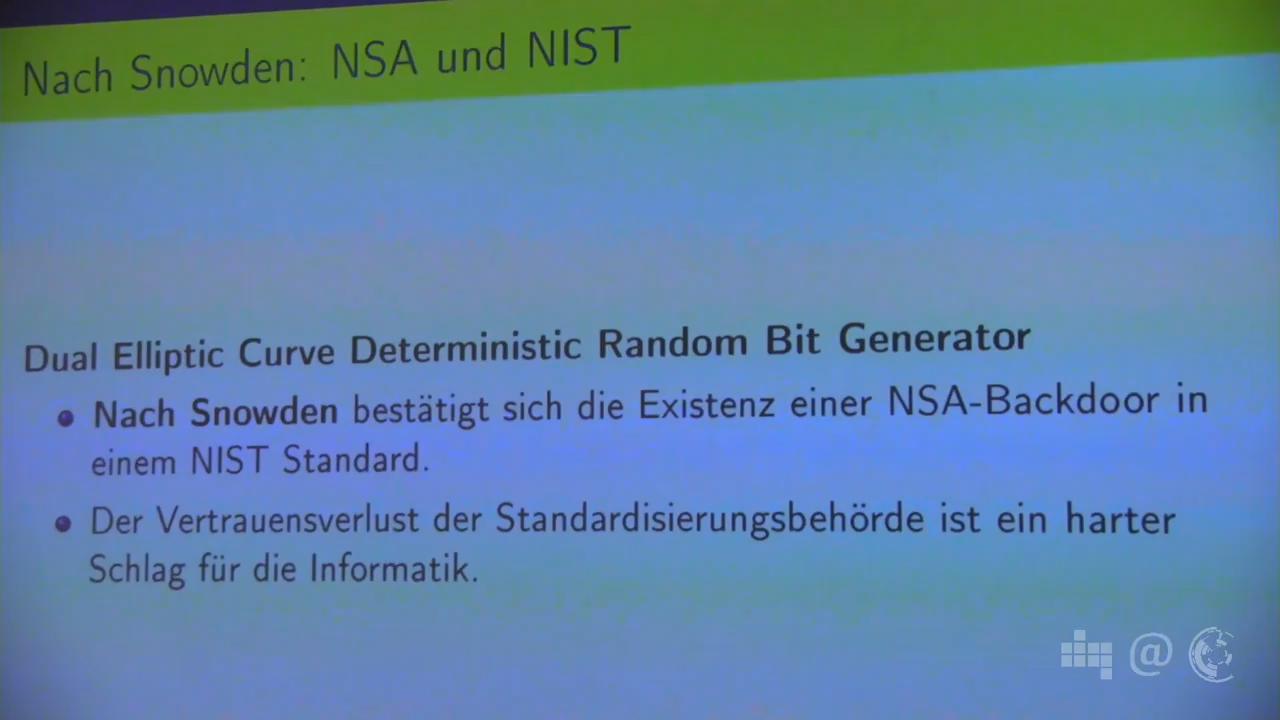 Nach Snowden: NSA und NIST
Dual Elliptic Curve Deterministic Random Bit Generator
Nach Snowden bestätigt sich die Existenz einer NSA-Backdoor in
einem NIST Standard.
Der Vertrauensverlust der Standardisierungsbehörde ist ein harter
Schlag für die Informatik.
@